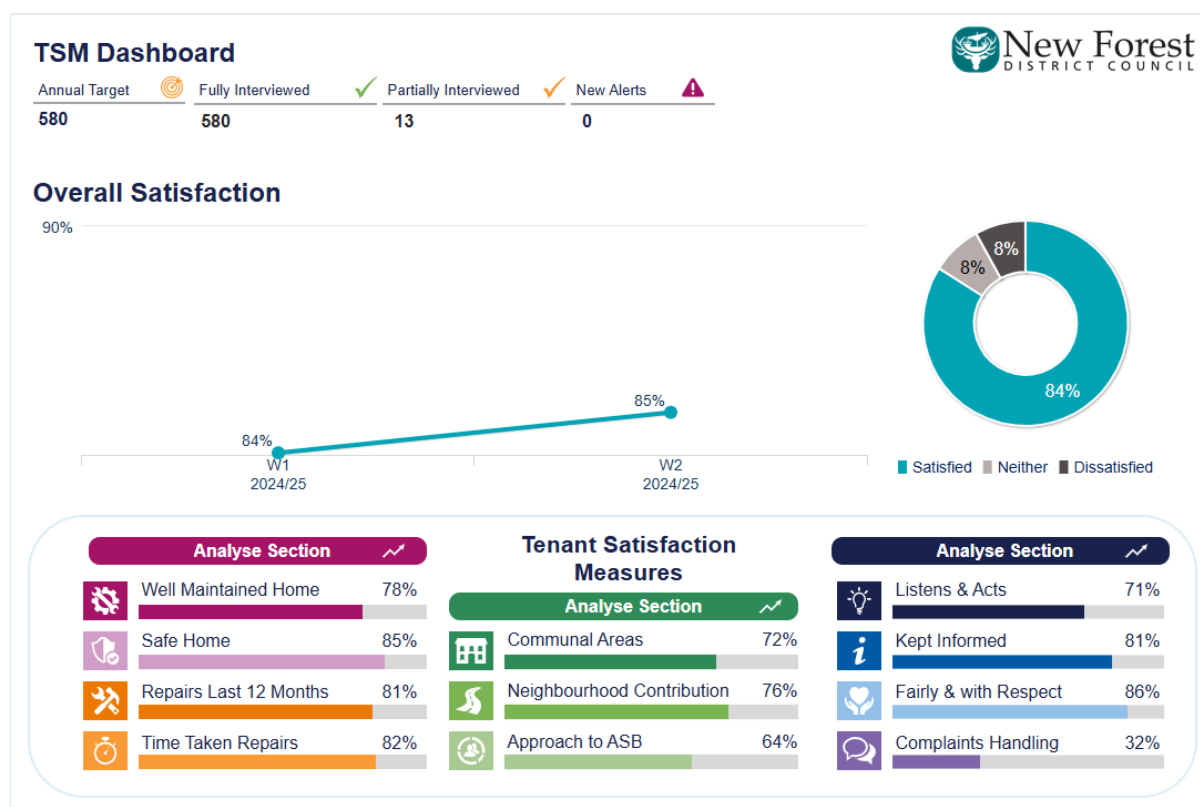 TSM Dashboard
New Forest
DISTRICT COUNCIL
Annual Target
Fully Interviewed
Partially Interviewed
New Alerts
580
580
13
0
Overall Satisfaction
90%
84%
85%
W1
2024/25
W2
2024/25
8%
8%
84%
Satisfied
Neither
Dissatisfied
Analyse Section
Well Maintained Home 78%
Safe Home 85%
Repairs Last 12 Months 81%
Time Taken Repairs 82%
Tenant Satisfaction
Measures
Analyse Section
Communal Areas 72%
Neighbourhood Contribution 76%
Approach to ASB 64%
Analyse Section
Listens & Acts 71%
Kept Informed 81%
Fairly & with Respect 86%
Complaints Handling 32%